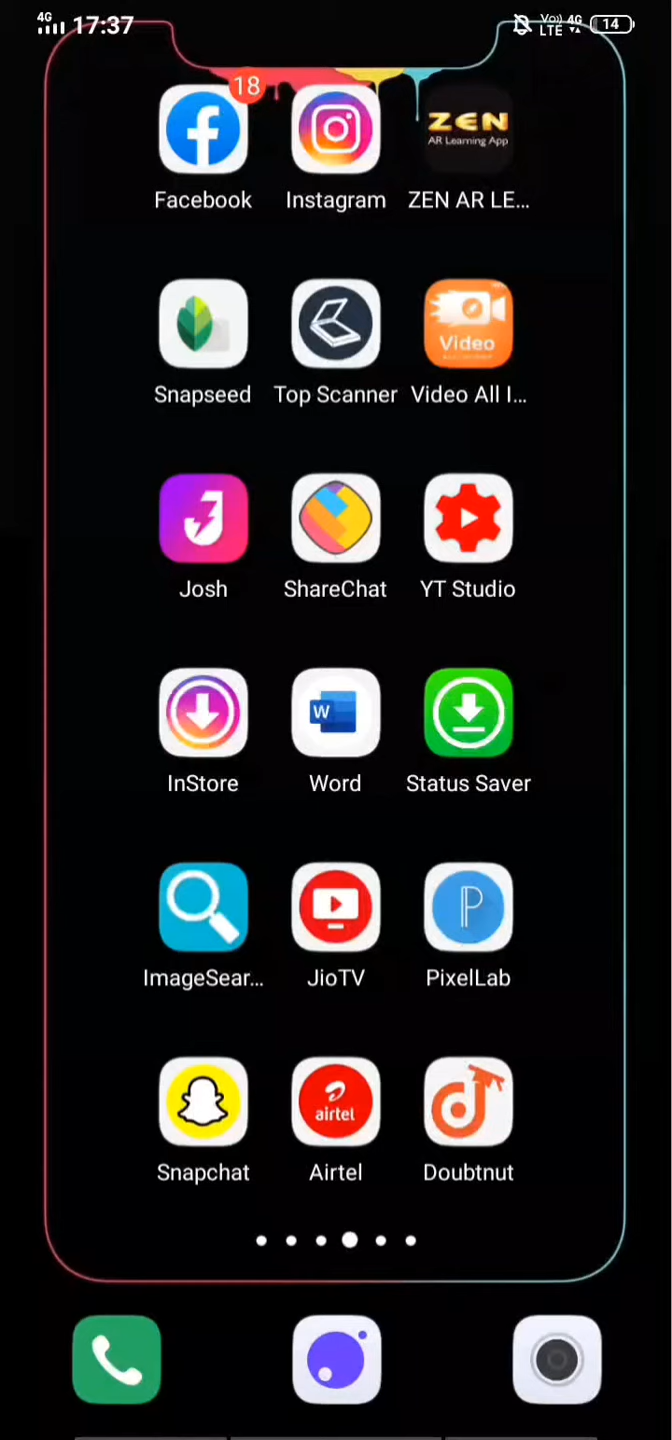 4G 17:37 Vo)) LTE 4G 14
18
ZEN
AR Learning App
Facebook Instagram ZEN AR LE...
Video
Snapseed Top Scanner Video All I...
Josh ShareChat YT Studio
W
InStore Word Status Saver
ImageSear... JioTV PixelLab
airtel
Snapchat Airtel Doubtnut